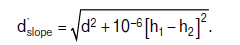 d'slope = √d² + 10⁻⁶[h₁ – h₂]².